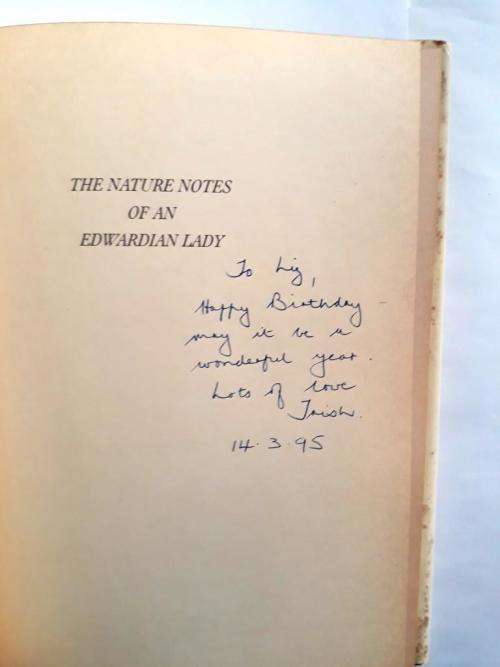 THE NATURE NOTES
OF AN
EDWARDIAN LADY
To Liz,
Happy Birthday
may it be a
wonderful year.
Lots of love
Trish.
14.3.95